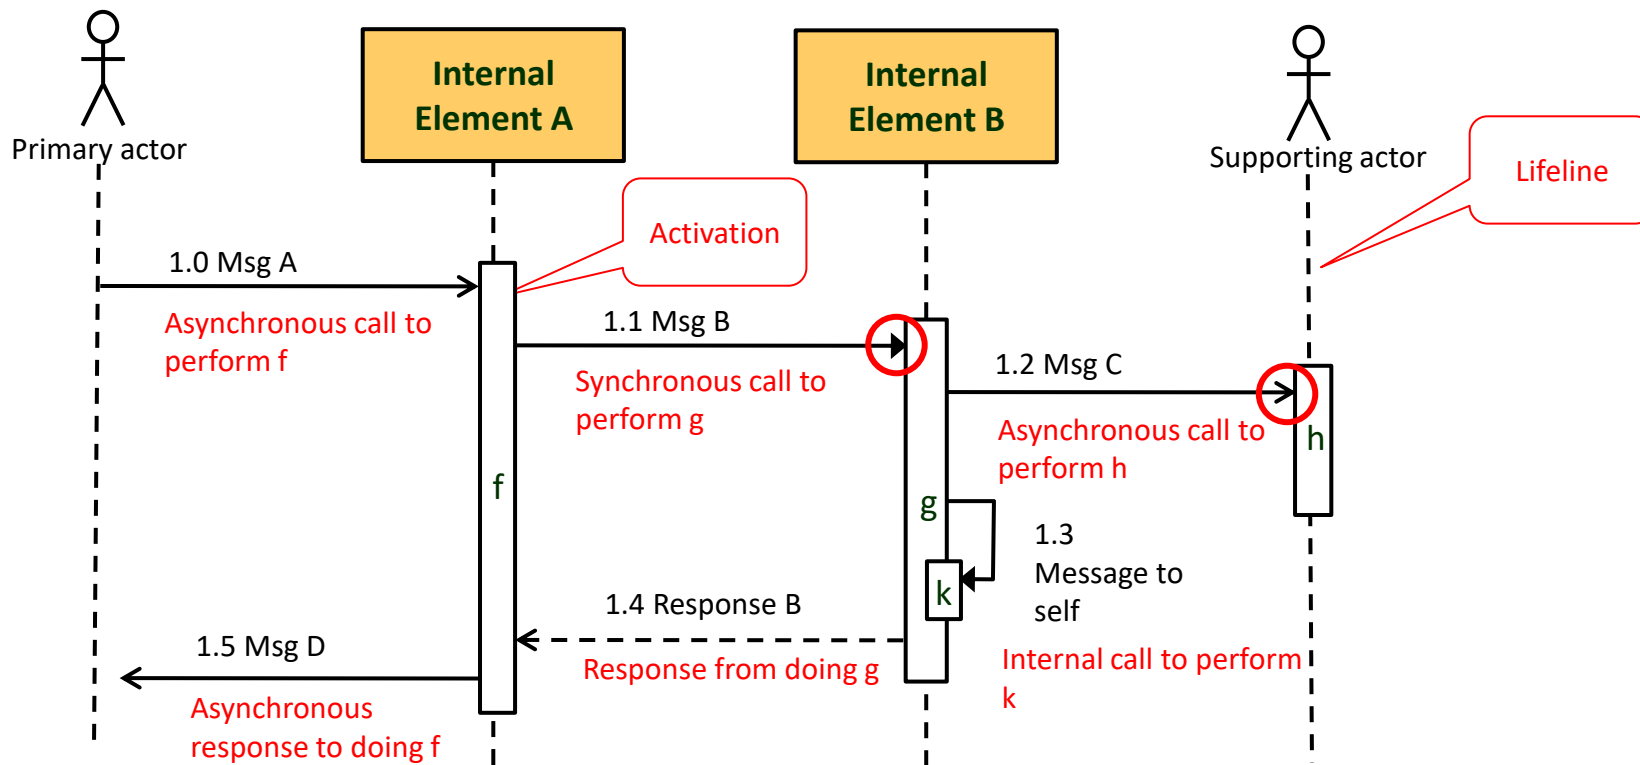 Primary actor
Internal
Element A
Internal
Element B
Supporting actor
Lifeline
Activation
1.0 Msg A
Asynchronous call to
perform f
1.1 Msg B
Synchronous call to
perform g
1.2 Msg C
Asynchronous call to
perform h
h
f
g
1.3
Message to
self
k
Internal call to perform
k
1.4 Response B
Response from doing g
1.5 Msg D
Asynchronous
response to doing f